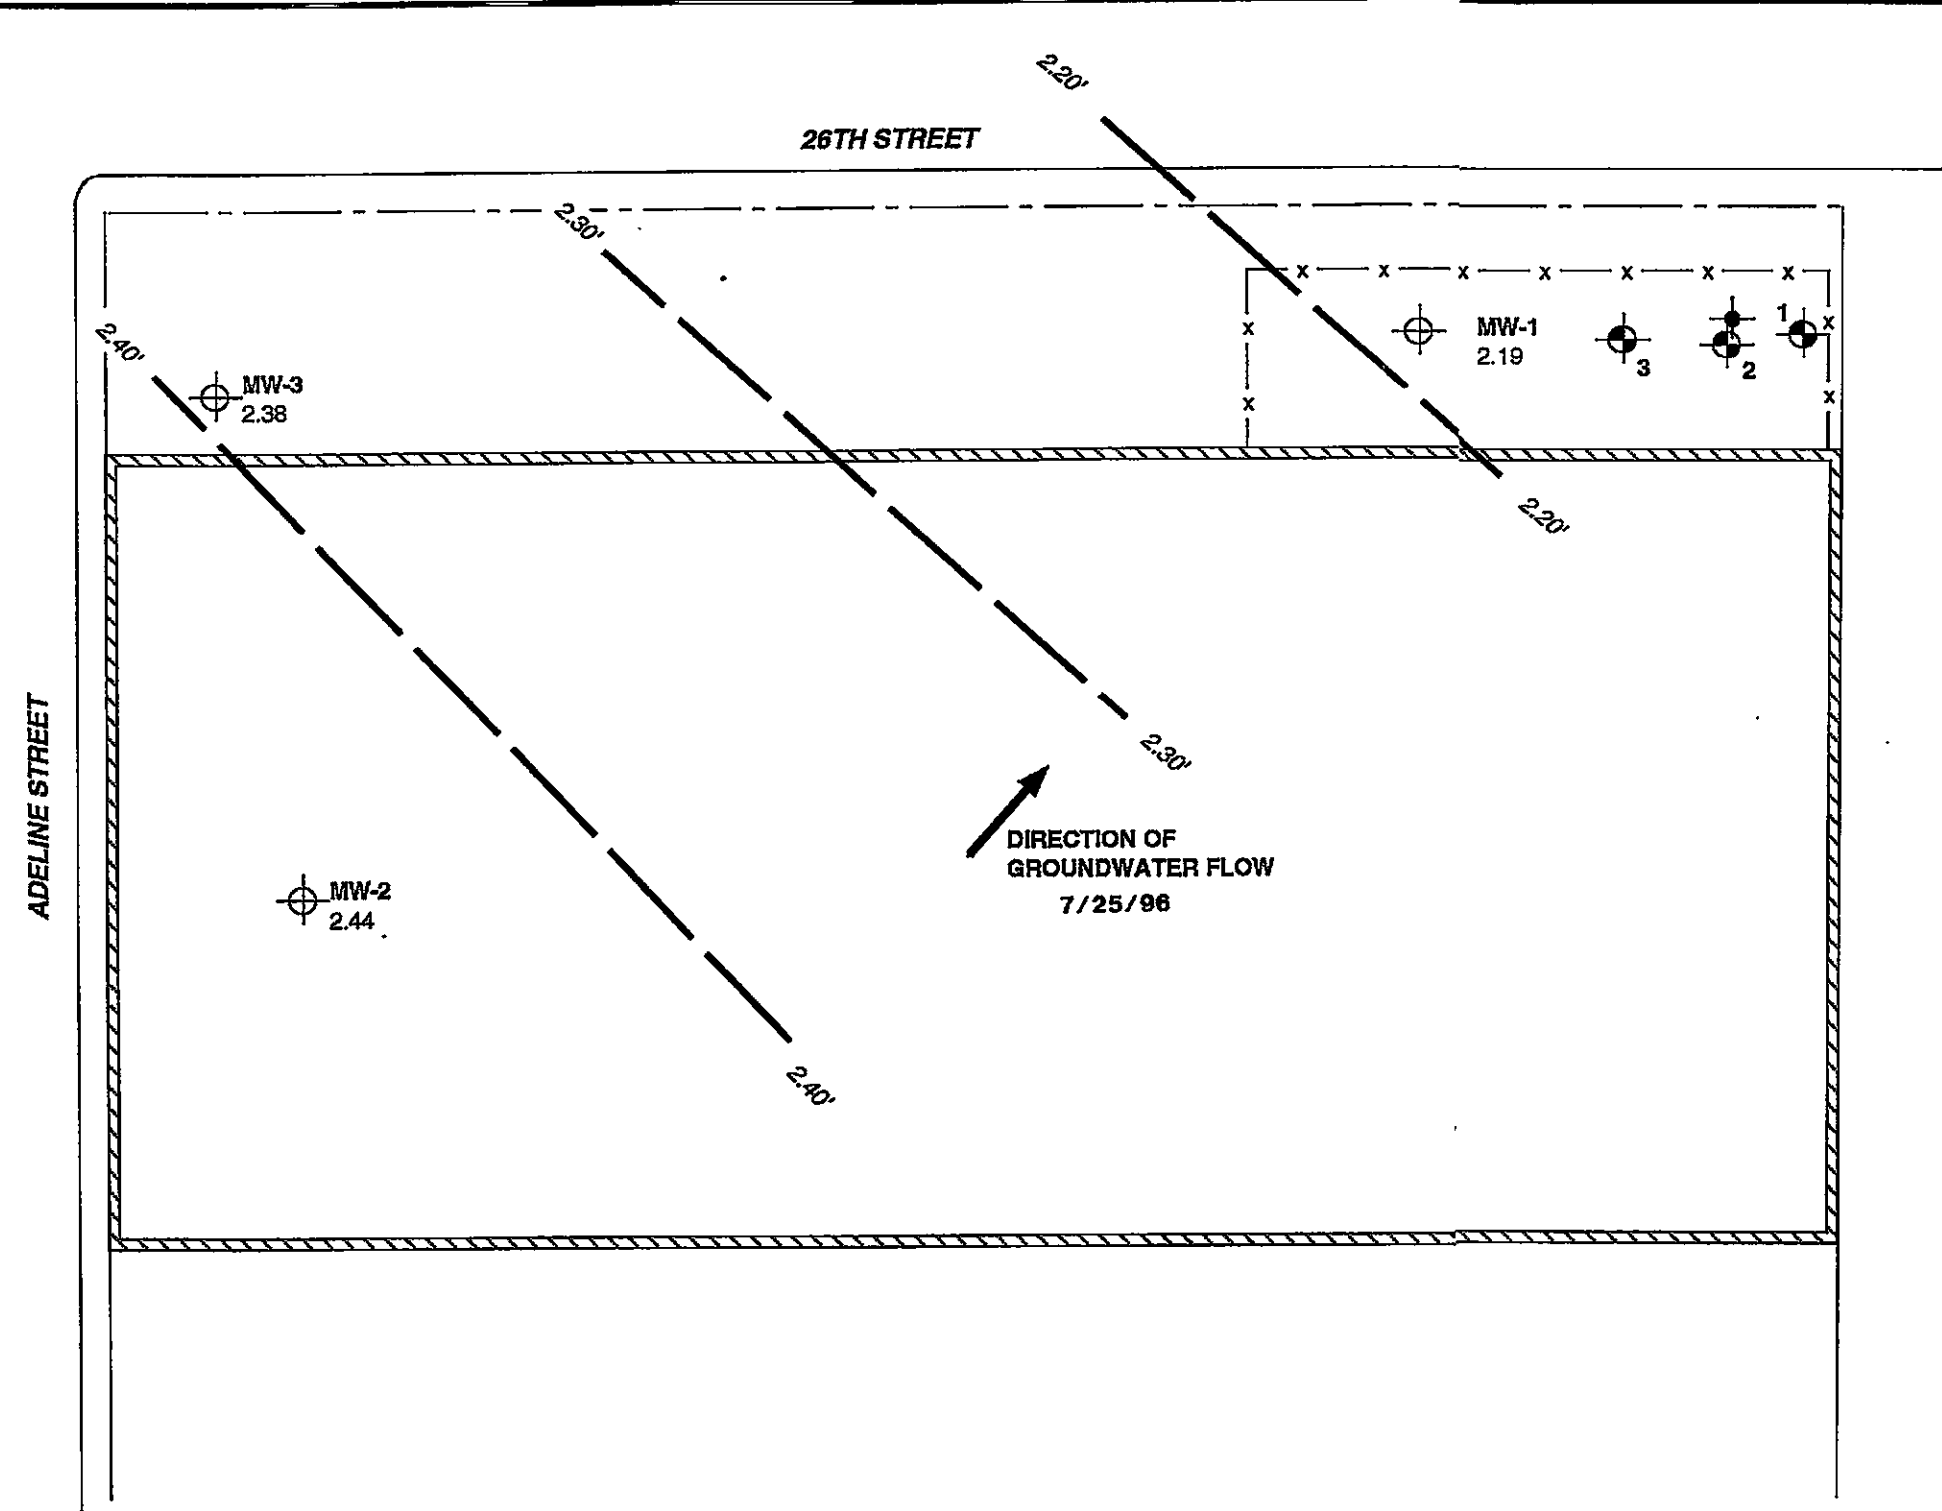 2.20'
26TH STREET
2.30'
2.40'
MW-3
2.38
MW-1
2.19
3
2
1
2.20'
2.30'
DIRECTION OF
GROUNDWATER FLOW
7/25/96
ADELINE STREET
MW-2
2.44
2.40'
x x x x x x x
x
x
x
x